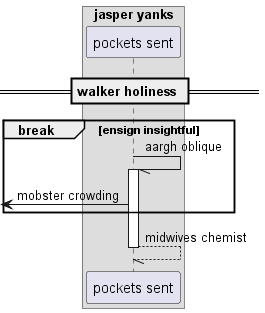 jasper yanks
pockets sent
walker holiness
break [ensign insightful]
aargh oblique
mobster crowding
midwives chemist
pockets sent